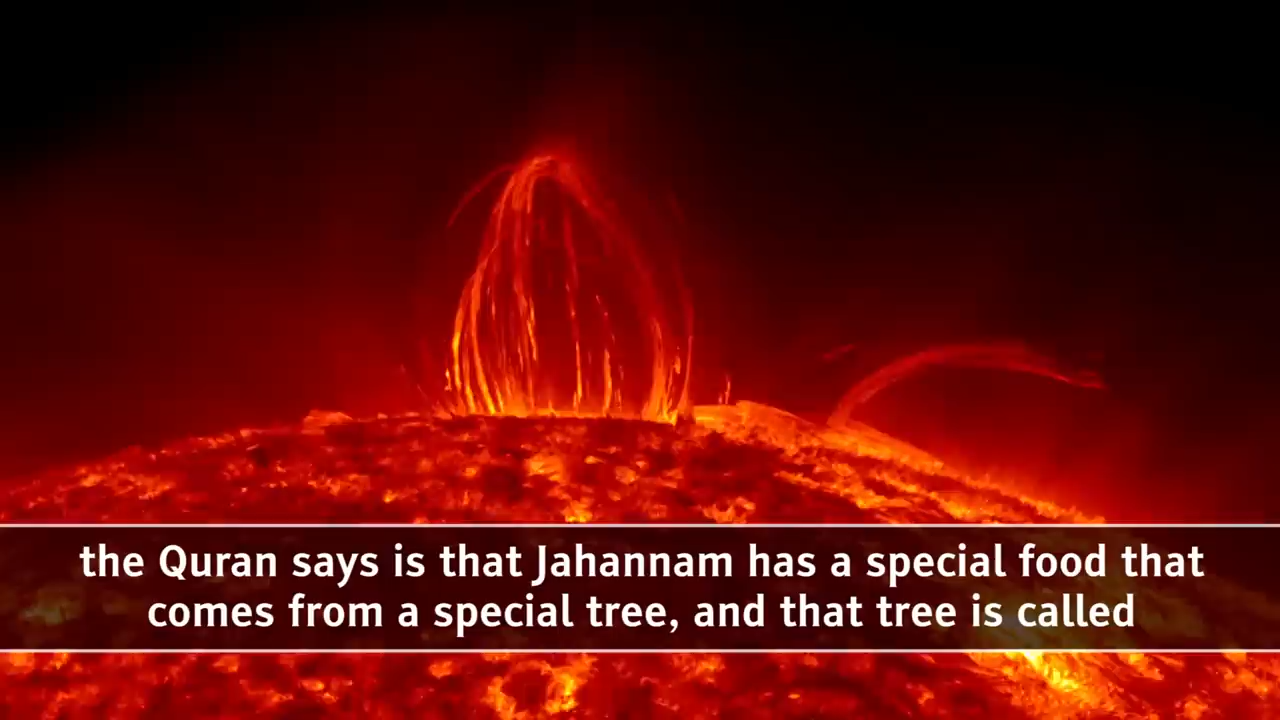 the Quran says is that Jahannam has a special food that
comes from a special tree, and that tree is called